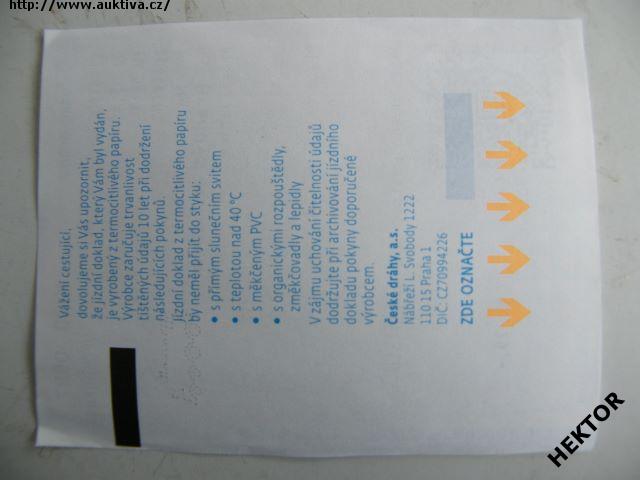 http://www.auktiva.cz/
Vážení cestující,
dovolujeme si Vás upozornit,
že jízdní doklad, který Vám byl vydán,
je vyrobený z termocitlivého papíru.
Výrobce zaručuje trvanlivost
tištěných údajů 10 let při dodržení
následujících pokynů.
Jízdní doklad z termocitlivého papíru
by neměl přijít do styku:
• s přímým slunečním svitem
• s teplotou nad 40 °C
• s měkčeným PVC
• s organickými rozpouštědly,
změkčovadly a lepidly
V zájmu uchování čitelnosti údajů
dodržujte při archivování jízdního
dokladu pokyny doporučené
výrobcem.
České dráhy, a.s.
Nábřeží L. Svobody 1222
110 15 Praha 1
DIČ: CZ70994226
ZDE OZNAČTE
HEKTOR